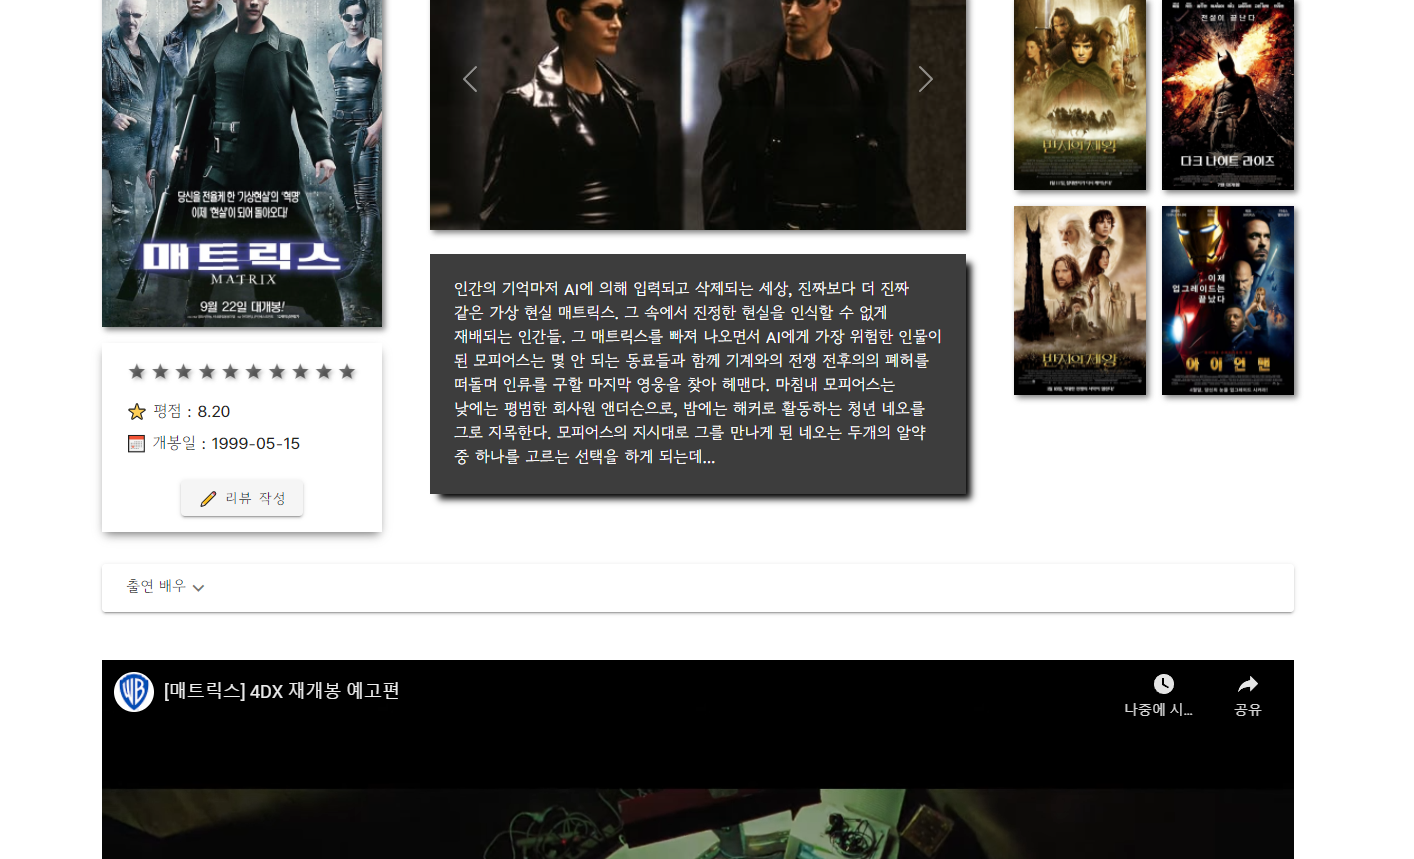 당신을 전율케 한 '가상현실'의 '혁명'
이제 '현실'이 되어 돌아오다!
매트릭스
MATRIX
9월 22일 대개봉!
★ ★ ★ ★ ★ ★ ★ ★ ★ ★
평점 : 8.20
개봉일 : 1999-05-15
리뷰 작성
인간의 기억마저 AI에 의해 입력되고 삭제되는 세상, 진짜보다 더 진짜
같은 가상 현실 매트릭스. 그 속에서 진정한 현실을 인식할 수 없게
재배되는 인간들. 그 매트릭스를 빠져 나오면서 AI에게 가장 위험한 인물이
된 모피어스는 몇 안 되는 동료들과 함께 기계와의 전쟁 전후의의 폐허를
떠돌며 인류를 구할 마지막 영웅을 찾아 헤맨다. 마침내 모피어스는
낮에는 평범한 회사원 앤더슨으로, 밤에는 해커로 활동하는 청년 네오를
그로 지목한다. 모피어스의 지시대로 그를 만나게 된 네오는 두개의 알약
중 하나를 고르는 선택을 하게 되는데...
반지의 제왕
전설이 끝난다
다크 나이트 라이즈
반지의 제왕
이제
업그레이드는
끝났다
아이언맨
출연 배우
WB
[매트릭스] 4DX 재개봉 예고편
나중에 시...
공유